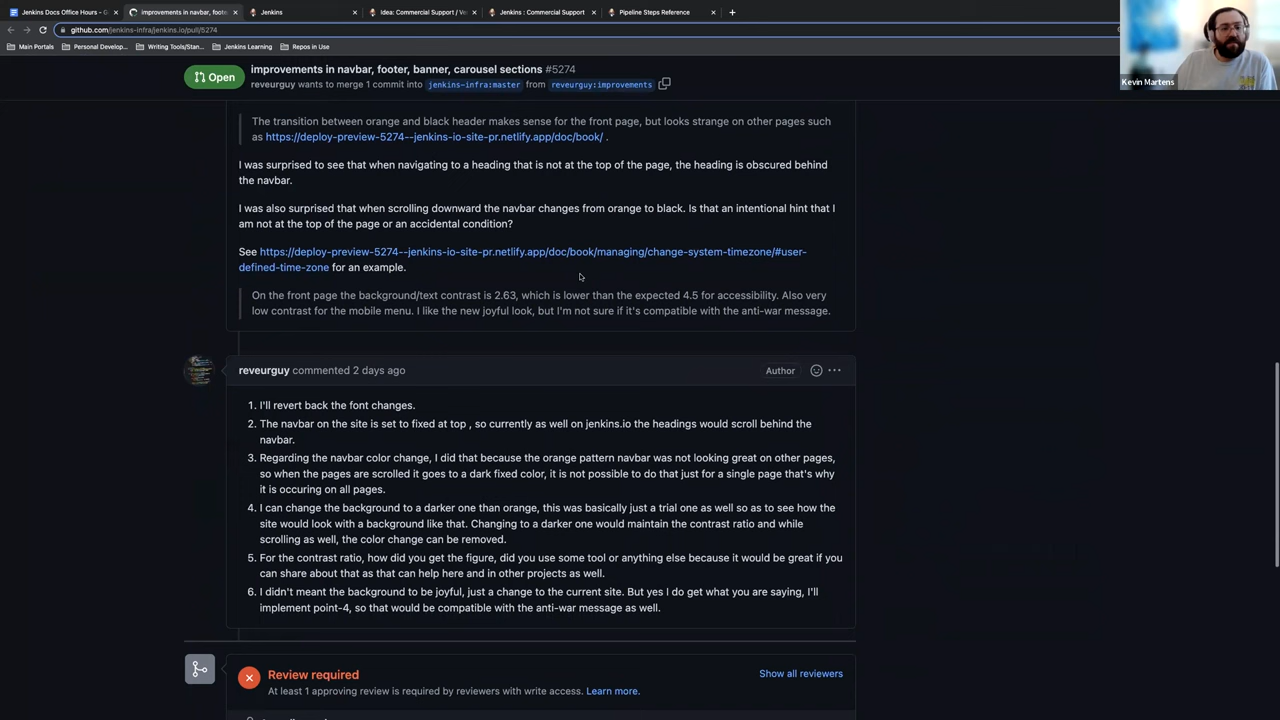 Jenkins Docs Office Hours - G
improvements in navbar, foote
Jenkins
Idea: Commercial Support / Ve
Jenkins : Commercial Support
Pipeline Steps Reference
github.com/jenkins-infra/jenkins.io/pull/5274
Main Portals
Personal Develop...
Writing Tools/Stan...
Jenkins Learning
Repos in Use
Kevin Martens
Open
improvements in navbar, footer, banner, carousel sections #5274
reveurguy wants to merge 1 commit into jenkins-infra:master from reveurguy:improvements
The transition between orange and black header makes sense for the front page, but looks strange on other pages such
as https://deploy-preview-5274--jenkins-io-site-pr.netlify.app/doc/book/ .
I was surprised to see that when navigating to a heading that is not at the top of the page, the heading is obscured behind
the navbar.
I was also surprised that when scrolling downward the navbar changes from orange to black. Is that an intentional hint that I
am not at the top of the page or an accidental condition?
See https://deploy-preview-5274--jenkins-io-site-pr.netlify.app/doc/book/managing/change-system-timezone/#user-
defined-time-zone for an example.
On the front page the background/text contrast is 2.63, which is lower than the expected 4.5 for accessibility. Also very
low contrast for the mobile menu. I like the new joyful look, but I'm not sure if it's compatible with the anti-war message.
reveurguy commented 2 days ago
Author
1. I'll revert back the font changes.
2. The navbar on the site is set to fixed at top , so currently as well on jenkins.io the headings would scroll behind the
navbar.
3. Regarding the navbar color change, I did that because the orange pattern navbar was not looking great on other pages,
so when the pages are scrolled it goes to a dark fixed color, it is not possible to do that just for a single page that's why
it is occuring on all pages.
4. I can change the background to a darker one than orange, this was basically just a trial one as well so as to see how the
site would look with a background like that. Changing to a darker one would maintain the contrast ratio and while
scrolling as well, the color change can be removed.
5. For the contrast ratio, how did you get the figure, did you use some tool or anything else because it would be great if you
can share about that as that can help here and in other projects as well.
6. I didn't meant the background to be joyful, just a change to the current site. But yes I do get what you are saying, I'll
implement point-4, so that would be compatible with the anti-war message as well.
Review required
Show all reviewers
At least 1 approving review is required by reviewers with write access. Learn more.